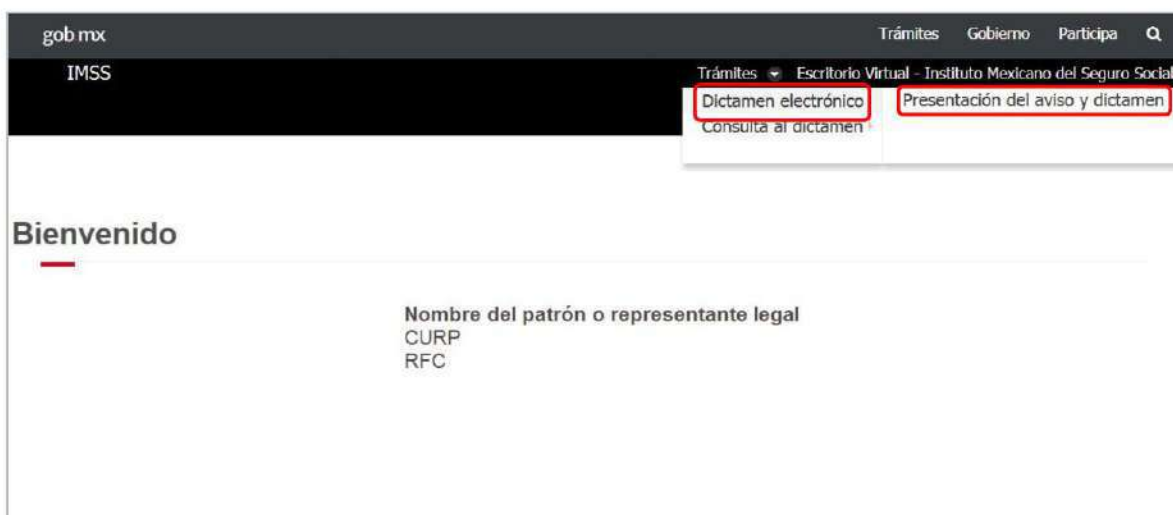 gob mx
Trámites Gobierno Participa
IMSS
Trámites Escritorio Virtual - Instituto Mexicano del Seguro Social
Dictamen electrónico Presentación del aviso y dictamen
Consulta al dictamen
Bienvenido
Nombre del patrón o representante legal
CURP
RFC